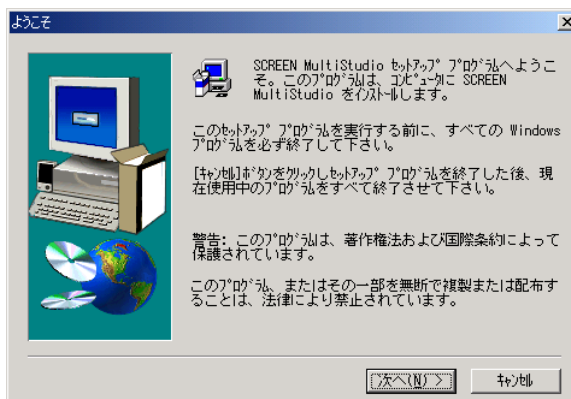 ようこそ
SCREEN MultiStudio ｾｯﾄｱｯﾌﾟ ﾌﾟﾛｸﾞﾗﾑへようこ
そ。このﾌﾟﾛｸﾞﾗﾑは、ｺﾝﾋﾟｭｰﾀに SCREEN
MultiStudio をｲﾝｽﾄｰﾙします。
このｾｯﾄｱｯﾌﾟ ﾌﾟﾛｸﾞﾗﾑを実行する前に、すべての Windows
ﾌﾟﾛｸﾞﾗﾑを必ず終了して下さい。
[ｷｬﾝｾﾙ]ﾎﾞﾀﾝをｸﾘｯｸしｾｯﾄｱｯﾌﾟ ﾌﾟﾛｸﾞﾗﾑを終了した後、現
在使用中のﾌﾟﾛｸﾞﾗﾑをすべて終了させて下さい。
警告: このﾌﾟﾛｸﾞﾗﾑは、著作権法および国際条約によって
保護されています。
このﾌﾟﾛｸﾞﾗﾑ、またはその一部を無断で複製または配布す
ることは、法律により禁止されています。
次へ(N) >
ｷｬﾝｾﾙ